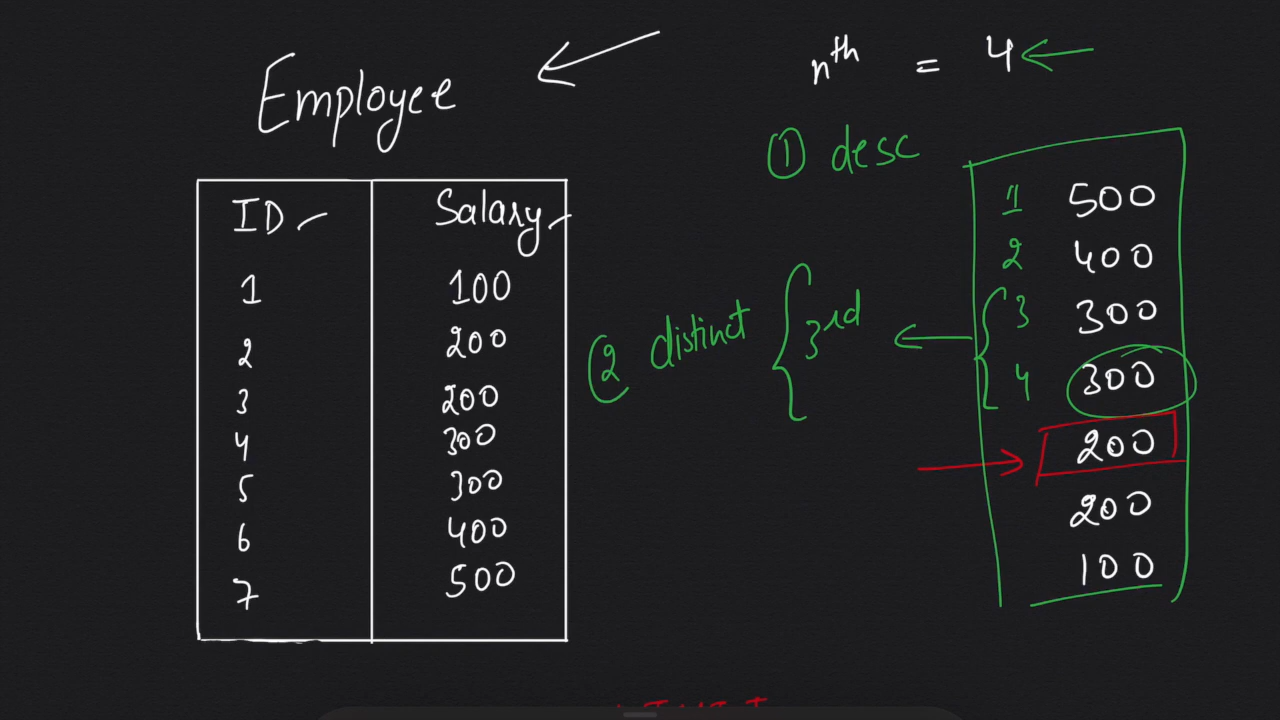 Employee
nth = 4
① desc
ID Salary
1 100
2 200
3 200
4 300
5 300
6 400
7 500
② distinct { 3rd
1 500
2 400
3 300
4 300
200
200
100